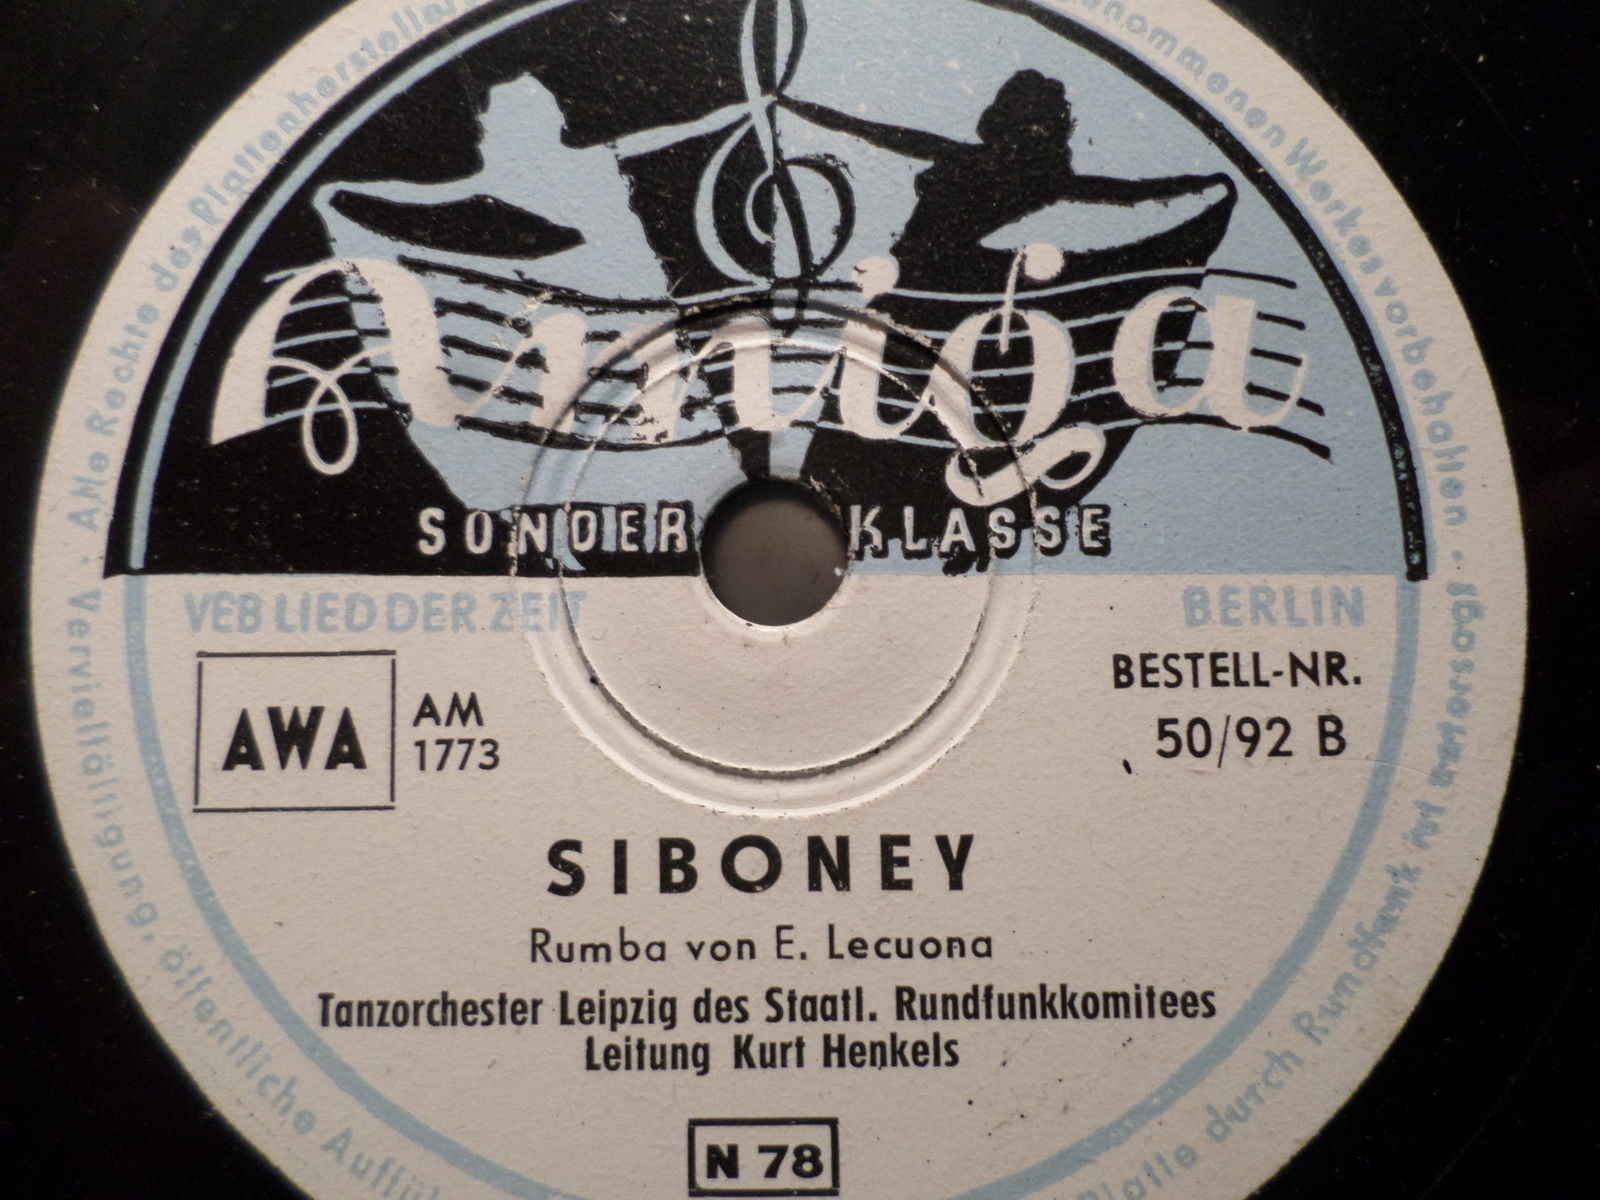 Alle Rechte des Plattenherstellers
nommenen Werkes vorbehalten · Vervielfältigung, öffentliche
Platte durch Rundfunk ist untersagt
Amiga
SONDER KLASSE
VEB LIED DER ZEIT BERLIN
AWA
AM
1773
BESTELL-NR.
50/92 B
SIBONEY
Rumba von E. Lecuona
Tanzorchester Leipzig des Staatl. Rundfunkkomitees
Leitung Kurt Henkels
N 78